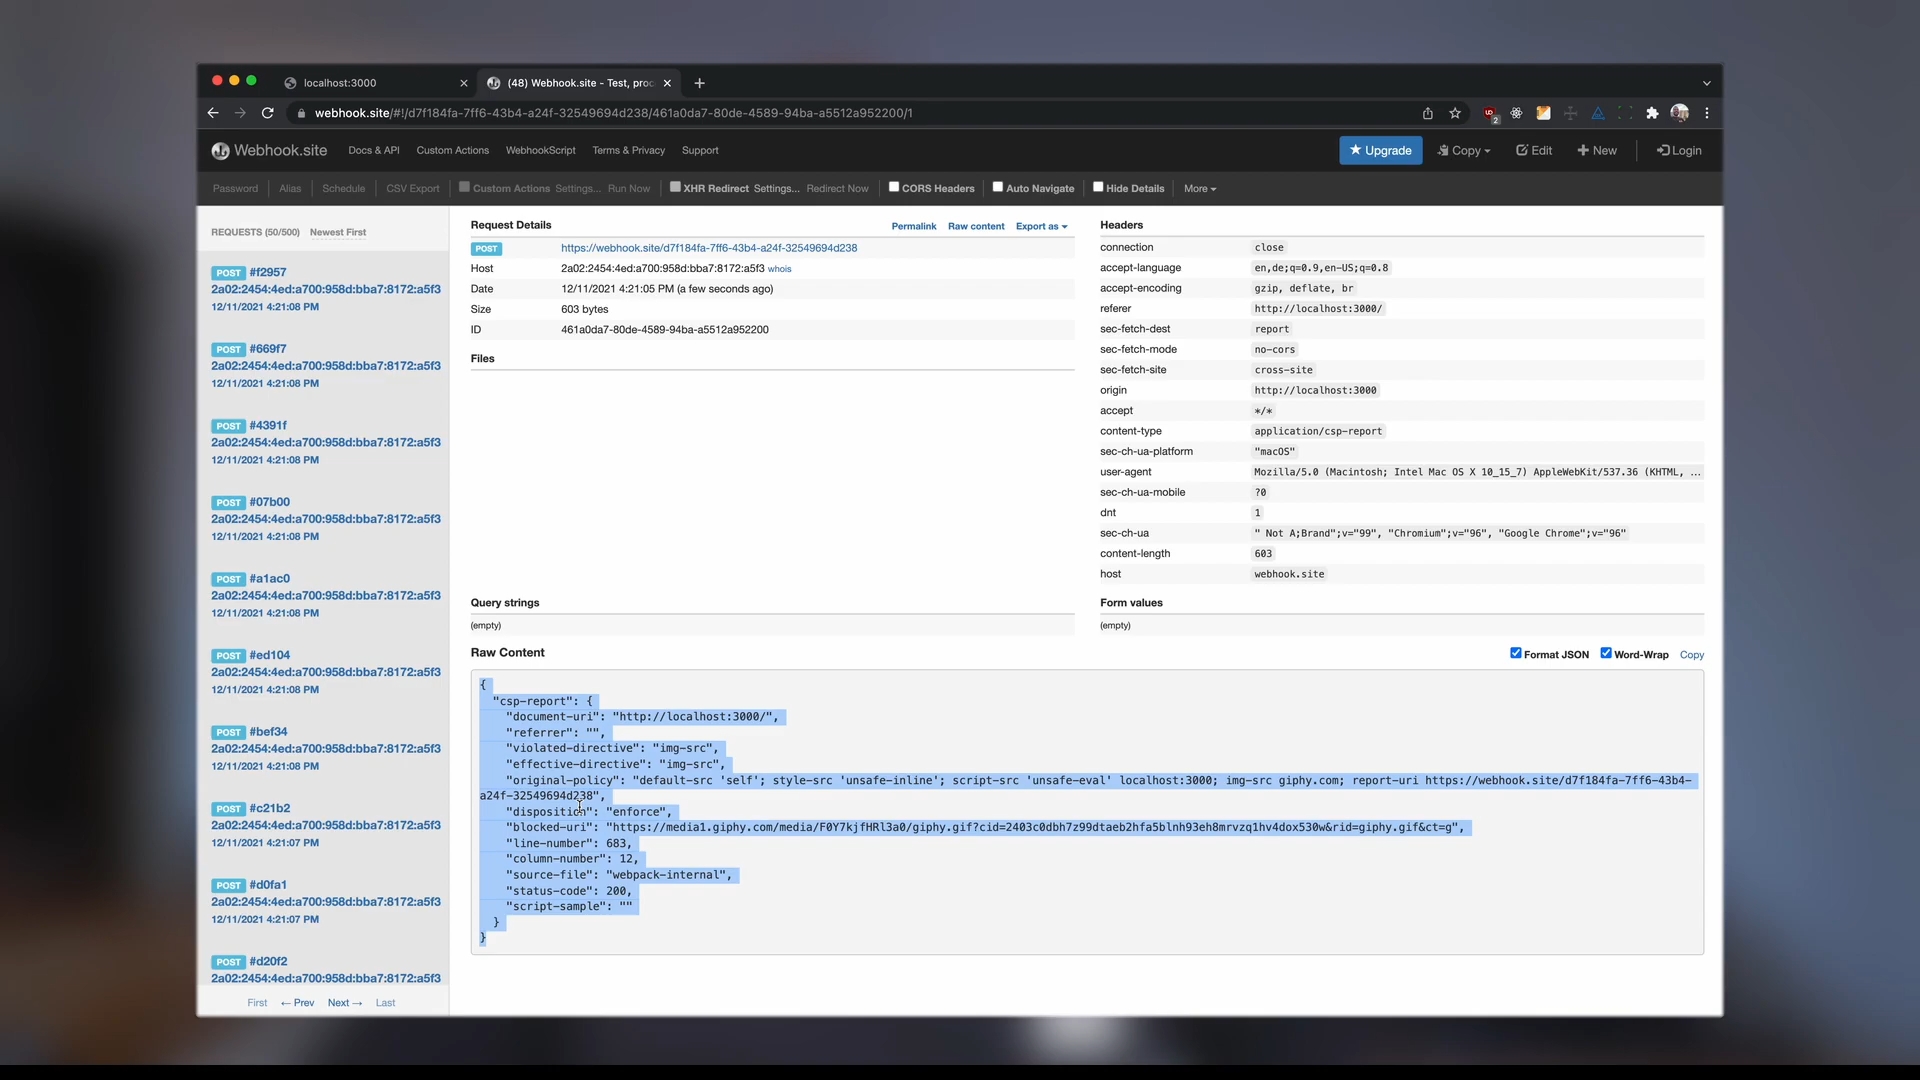 localhost:3000
(48) Webhook.site - Test, proc
webhook.site/#!/d7f184fa-7ff6-43b4-a24f-32549694d238/461a0da7-80de-4589-94ba-a5512a952200/1
2
Webhook.site Docs & API Custom Actions WebhookScript Terms & Privacy Support Upgrade Copy Edit New Login
Password Alias Schedule CSV Export Custom Actions Settings... Run Now XHR Redirect Settings... Redirect Now CORS Headers Auto Navigate Hide Details More
REQUESTS (50/500) Newest First
POST #f2957
2a02:2454:4ed:a700:958d:bba7:8172:a5f3
12/11/2021 4:21:08 PM
POST #669f7
2a02:2454:4ed:a700:958d:bba7:8172:a5f3
12/11/2021 4:21:08 PM
POST #4391f
2a02:2454:4ed:a700:958d:bba7:8172:a5f3
12/11/2021 4:21:08 PM
POST #07b00
2a02:2454:4ed:a700:958d:bba7:8172:a5f3
12/11/2021 4:21:08 PM
POST #a1ac0
2a02:2454:4ed:a700:958d:bba7:8172:a5f3
12/11/2021 4:21:08 PM
POST #ed104
2a02:2454:4ed:a700:958d:bba7:8172:a5f3
12/11/2021 4:21:08 PM
POST #bef34
2a02:2454:4ed:a700:958d:bba7:8172:a5f3
12/11/2021 4:21:08 PM
POST #c21b2
2a02:2454:4ed:a700:958d:bba7:8172:a5f3
12/11/2021 4:21:07 PM
POST #d0fa1
2a02:2454:4ed:a700:958d:bba7:8172:a5f3
12/11/2021 4:21:07 PM
POST #d20f2
2a02:2454:4ed:a700:958d:bba7:8172:a5f3
First ← Prev Next → Last
Request Details Permalink Raw content Export as
POST https://webhook.site/d7f184fa-7ff6-43b4-a24f-32549694d238
Host 2a02:2454:4ed:a700:958d:bba7:8172:a5f3 whois
Date 12/11/2021 4:21:05 PM (a few seconds ago)
Size 603 bytes
ID 461a0da7-80de-4589-94ba-a5512a952200
Files
Headers
connection close
accept-language en,de;q=0.9,en-US;q=0.8
accept-encoding gzip, deflate, br
referer http://localhost:3000/
sec-fetch-dest report
sec-fetch-mode no-cors
sec-fetch-site cross-site
origin http://localhost:3000
accept */*
content-type application/csp-report
sec-ch-ua-platform "macOS"
user-agent Mozilla/5.0 (Macintosh; Intel Mac OS X 10_15_7) AppleWebKit/537.36 (KHTML, ...
sec-ch-ua-mobile ?0
dnt 1
sec-ch-ua " Not A;Brand";v="99", "Chromium";v="96", "Google Chrome";v="96"
content-length 603
host webhook.site
Query strings
(empty)
Form values
(empty)
Raw Content Format JSON Word-Wrap Copy
{
"csp-report": {
"document-uri": "http://localhost:3000/",
"referrer": "",
"violated-directive": "img-src",
"effective-directive": "img-src",
"original-policy": "default-src 'self'; style-src 'unsafe-inline'; script-src 'unsafe-eval' localhost:3000; img-src giphy.com; report-uri https://webhook.site/d7f184fa-7ff6-43b4-
a24f-32549694d238",
"disposition": "enforce",
"blocked-uri": "https://media1.giphy.com/media/F0Y7kjfHRl3a0/giphy.gif?cid=2403c0dbh7z99dtaeb2hfa5blnh93eh8mrvzq1hv4dox530w&rid=giphy.gif&ct=g",
"line-number": 683,
"column-number": 12,
"source-file": "webpack-internal",
"status-code": 200,
"script-sample": ""
}
}